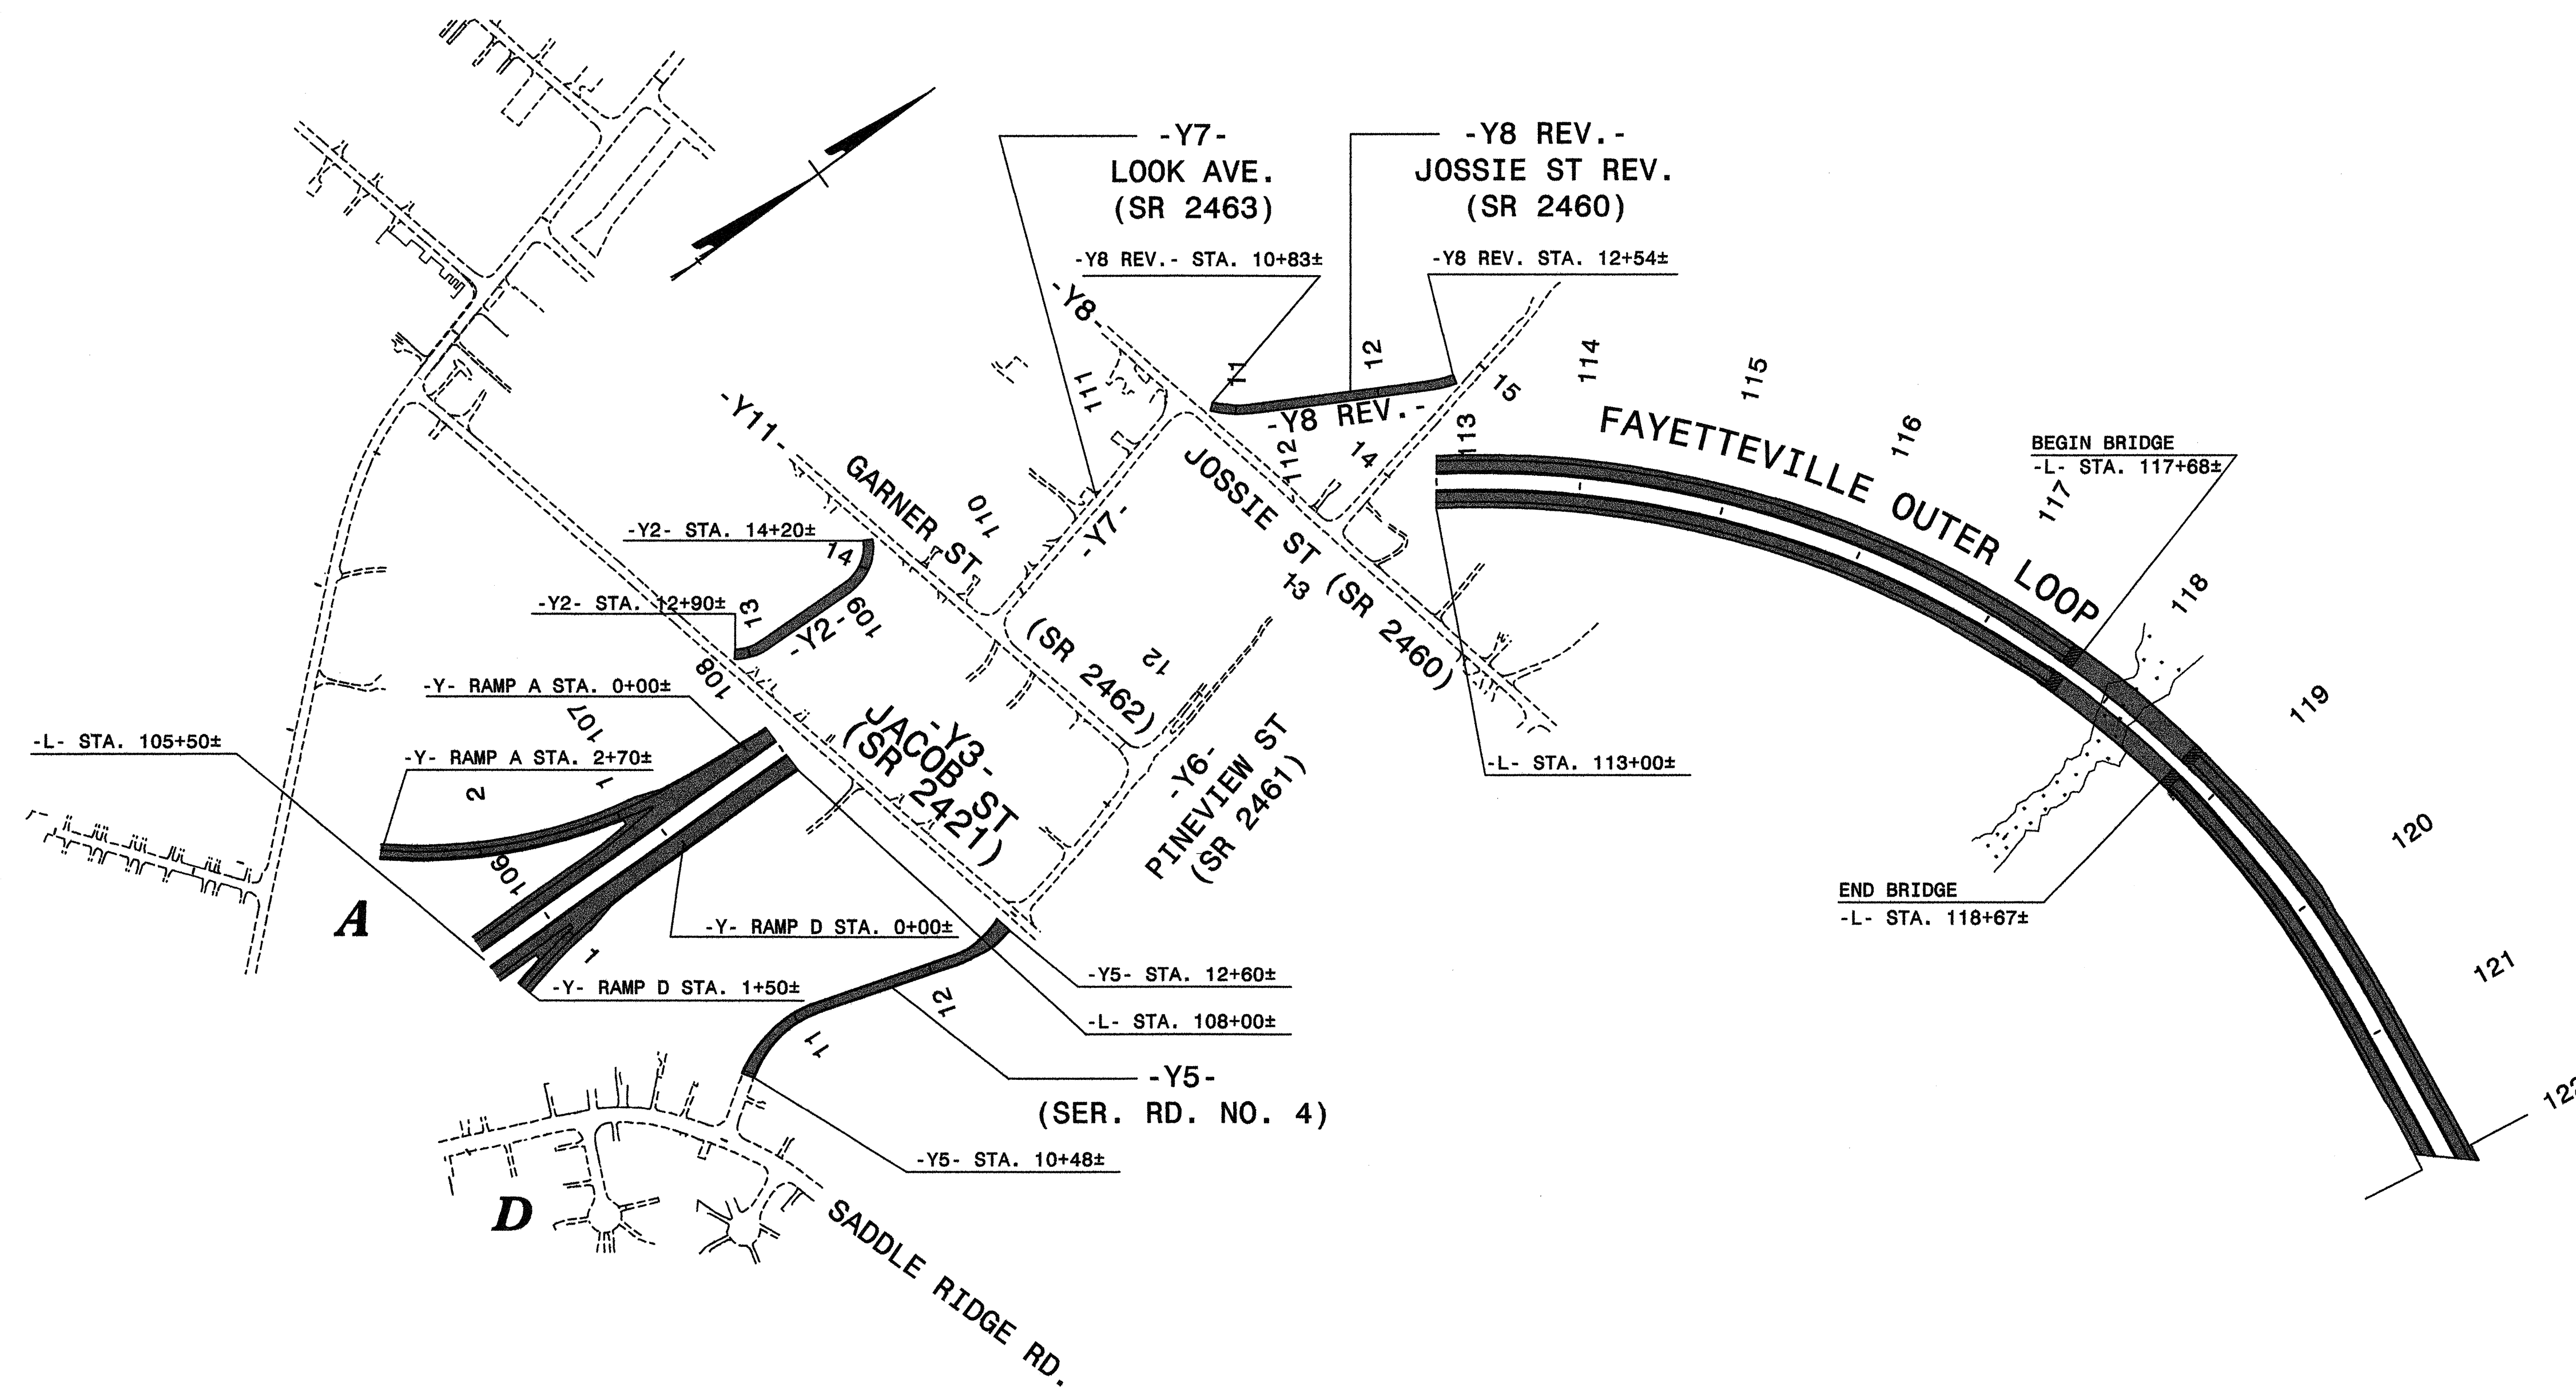 -Y7-
LOOK AVE.
(SR 2463)
-Y8 REV.-
JOSSIE ST REV.
(SR 2460)
-Y8 REV.- STA. 10+83±
-Y8 REV. STA. 12+54±
-Y8-
11
12
-Y8 REV.-
15
14
13
111
112
113
114
115
116
117
118
119
120
121
FAYETTEVILLE OUTER LOOP
BEGIN BRIDGE
-L- STA. 117+68±
END BRIDGE
-L- STA. 118+67±
-L- STA. 113+00±
-Y11-
GARNER ST
(SR 2462)
110
-Y7-
JOSSIE ST (SR 2460)
12
-Y6-
PINEVIEW ST
(SR 2461)
-Y2- STA. 14+20±
14
-Y2- STA. 12+90±
13
-Y2-
109
108
-Y3-
JACOB ST
(SR 2421)
-Y- RAMP A STA. 0+00±
107
-L- STA. 105+50±
-Y- RAMP A STA. 2+70±
2
1
106
A
-Y- RAMP D STA. 0+00±
1
-Y- RAMP D STA. 1+50±
-Y5- STA. 12+60±
12
-L- STA. 108+00±
11
-Y5-
(SER. RD. NO. 4)
-Y5- STA. 10+48±
D
SADDLE RIDGE RD.